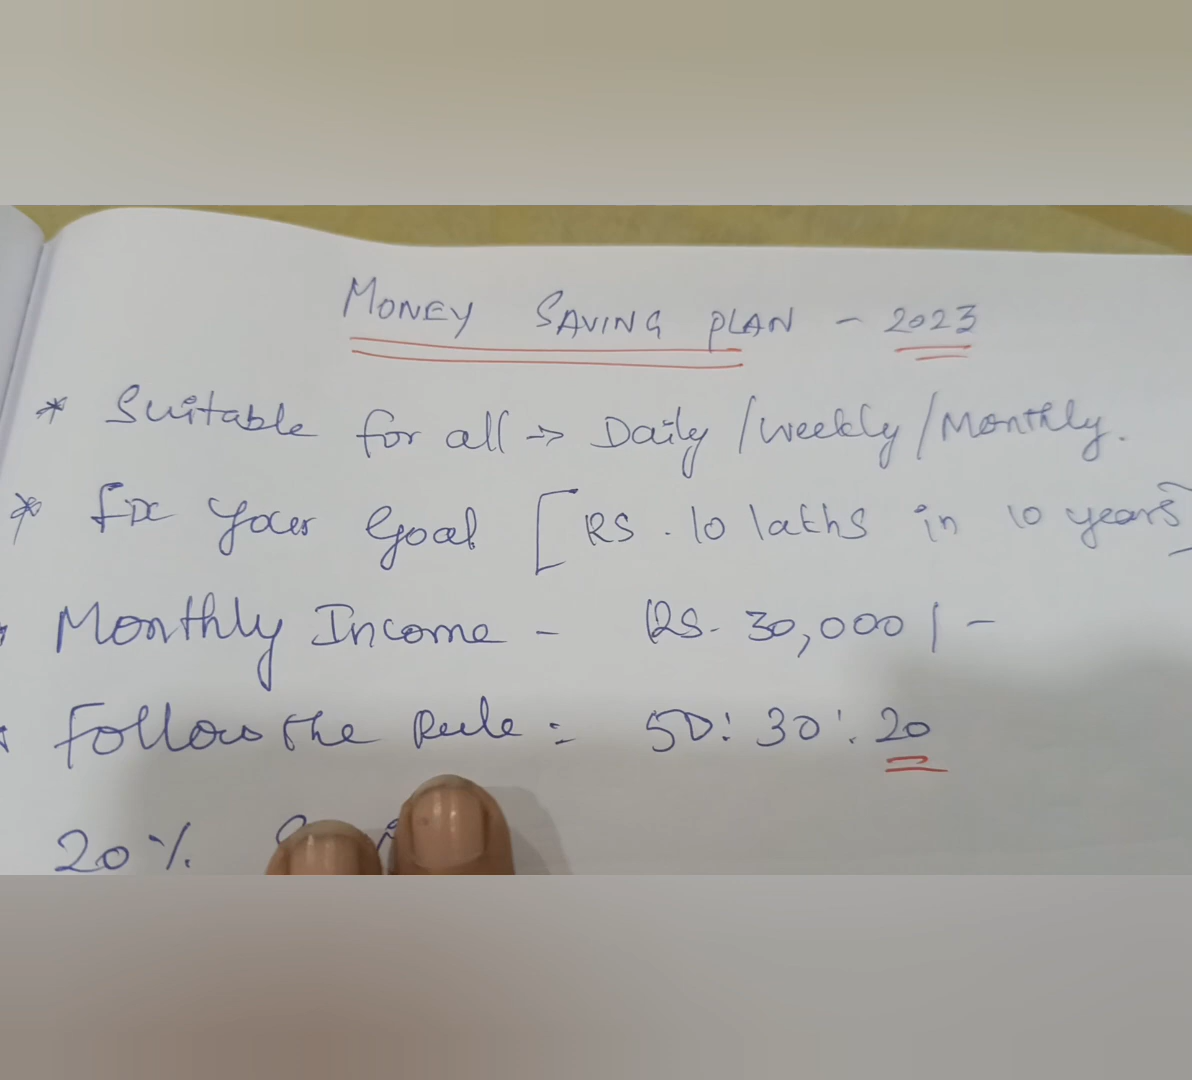 MONEY SAVING PLAN - 2023
* Suitable for all -> Daily / Weekly / Monthly.
* Fix your Goal [RS. 10 lakhs in 10 years]
* Monthly Income - RS. 30,000/-
* Follow the Rule : 50 : 30 : 20
20%